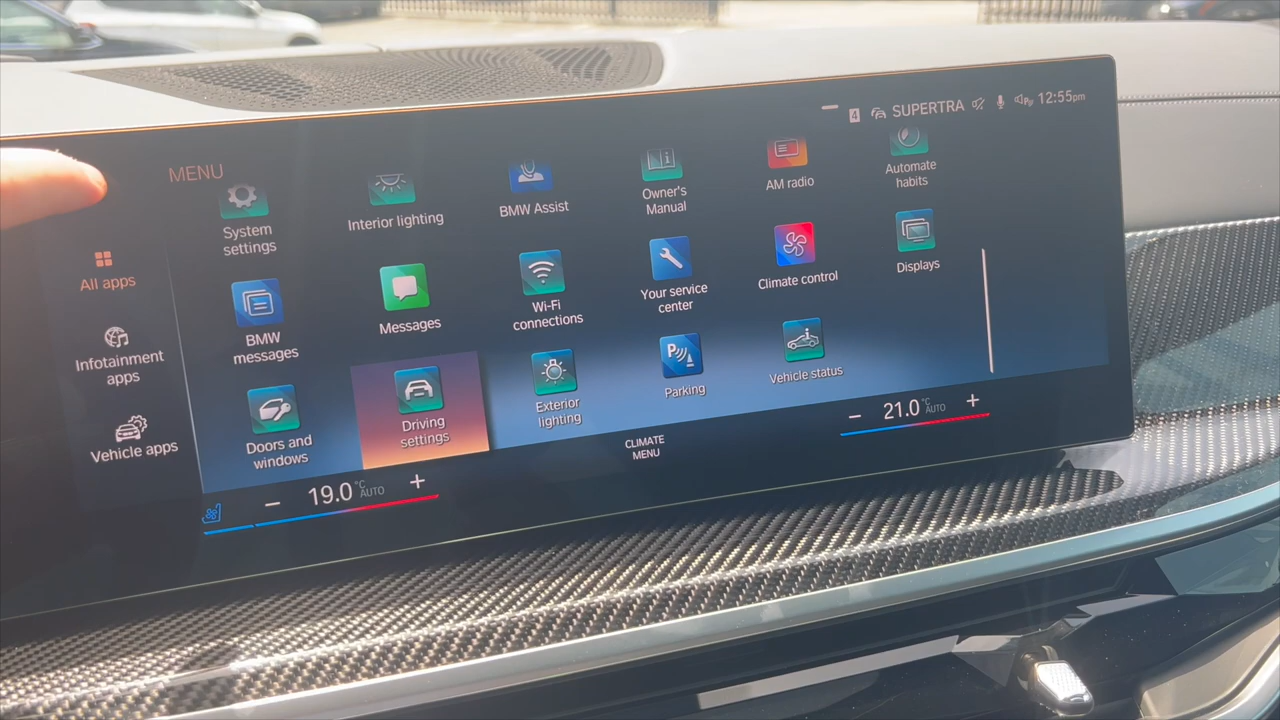 4 SUPERTRA 12:55pm
MENU
System
settings
Interior lighting
BMW Assist
Owner's
Manual
AM radio
Automate
habits
All apps
BMW
messages
Messages
Wi-Fi
connections
Your service
center
Climate control
Displays
Infotainment
apps
Doors and
windows
Driving
settings
Exterior
lighting
P
Parking
Vehicle status
Vehicle apps
− 19.0 °C AUTO +
CLIMATE
MENU
− 21.0 °C AUTO +